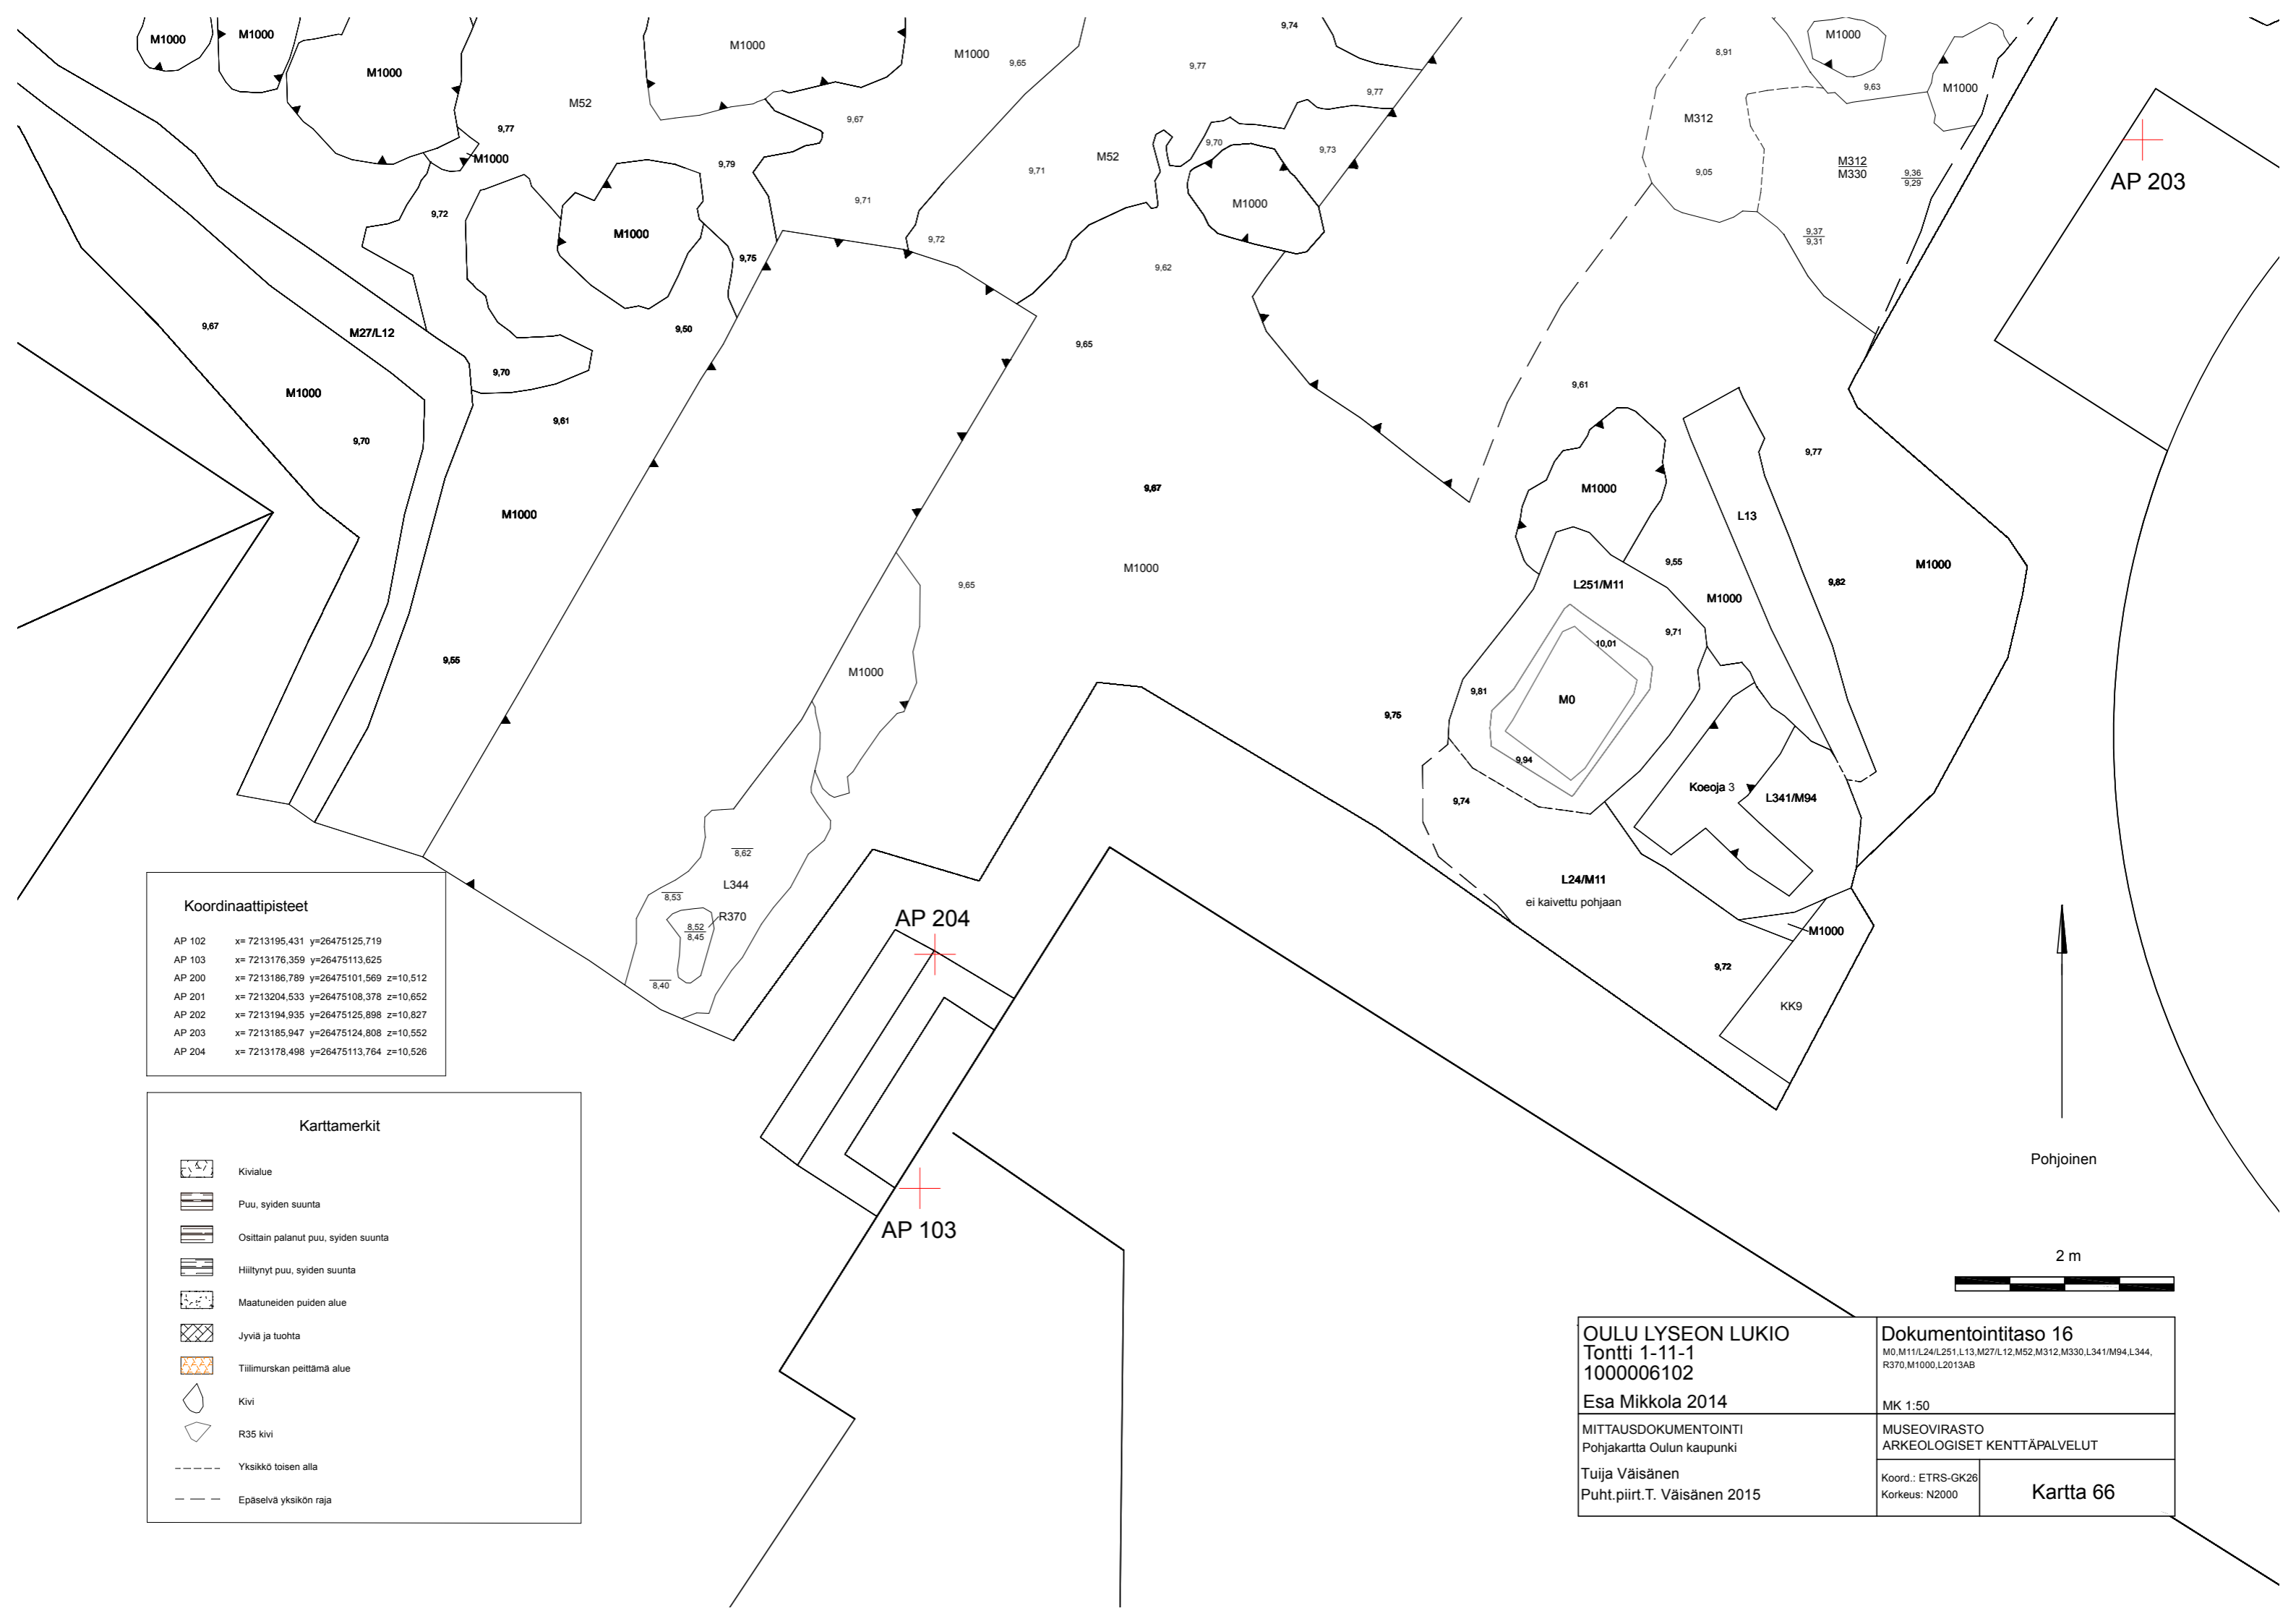 M1000
M1000
M1000
M1000
M1000
9,65
9,74
9,77
9,77
8,91
M1000
9,63
M1000
M52
9,77
M1000
9,67
9,79
9,71
M52
9,70
9,73
M312
9,05
M312
M330
9,36
9,29
AP 203
9,72
M1000
9,71
9,72
M1000
9,37
9,31
9,75
9,62
9,67
M27/L12
9,50
9,65
9,70
M1000
9,61
9,61
9,70
9,77
M1000
9,67
M1000
L13
M1000
9,65
L251/M11
9,55
M1000
9,82
M1000
9,71
10,01
9,55
M1000
9,81
M0
9,75
9,94
9,74
Koeoja 3
L341/M94
8,62
L344
8,53
R370
8,52
8,45
8,40
L24/M11
ei kaivettu pohjaan
M1000
9,72
KK9
AP 204
AP 103
Koordinaattipisteet
AP 102 x= 7213195,431 y=26475125,719
AP 103 x= 7213176,359 y=26475113,625
AP 200 x= 7213186,789 y=26475101,569 z=10,512
AP 201 x= 7213204,533 y=26475108,378 z=10,652
AP 202 x= 7213194,935 y=26475125,898 z=10,827
AP 203 x= 7213185,947 y=26475124,808 z=10,552
AP 204 x= 7213178,498 y=26475113,764 z=10,526
Karttamerkit
Kivialue
Puu, syiden suunta
Osittain palanut puu, syiden suunta
Hiiltynyt puu, syiden suunta
Maatuneiden puiden alue
Jyviä ja tuohta
Tiilimurskan peittämä alue
Kivi
R35 kivi
Yksikkö toisen alla
Epäselvä yksikön raja
Pohjoinen
2 m
OULU LYSEON LUKIO
Tontti 1-11-1
1000006102
Esa Mikkola 2014
Dokumentointitaso 16
M0,M11/L24/L251,L13,M27/L12,M52,M312,M330,L341/M94,L344,
R370,M1000,L2013AB
MK 1:50
MITTAUSDOKUMENTOINTI
Pohjakartta Oulun kaupunki
Tuija Väisänen
Puht.piirt.T. Väisänen 2015
MUSEOVIRASTO
ARKEOLOGISET KENTTÄPALVELUT
Koord.: ETRS-GK26
Korkeus: N2000
Kartta 66